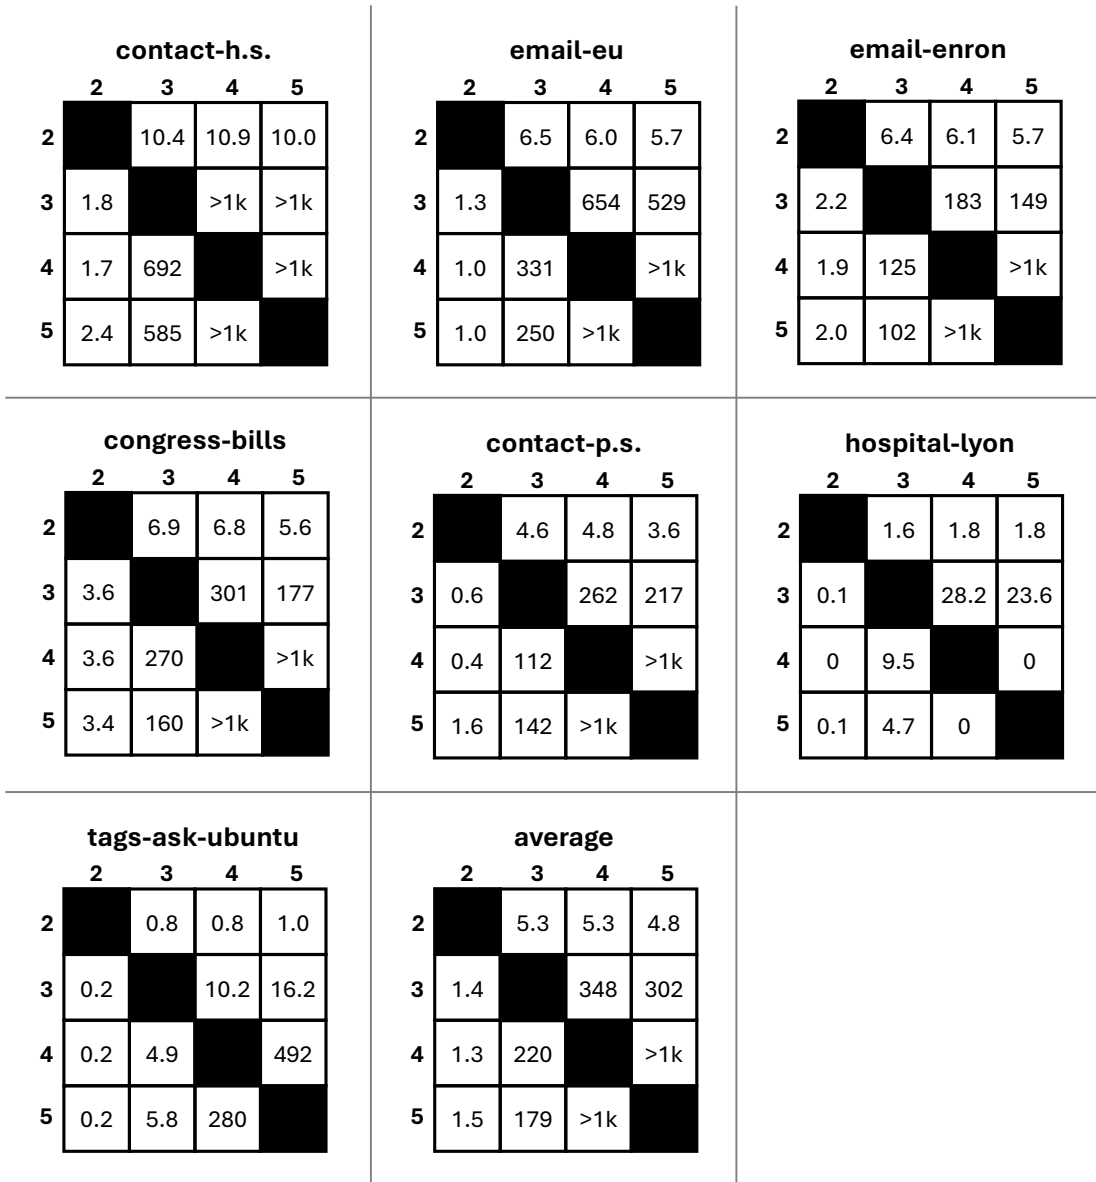 contact-h.s.
2 3 4 5
2 10.4 10.9 10.0
3 1.8 >1k >1k
4 1.7 692 >1k
5 2.4 585 >1k
email-eu
2 3 4 5
2 6.5 6.0 5.7
3 1.3 654 529
4 1.0 331 >1k
5 1.0 250 >1k
email-enron
2 3 4 5
2 6.4 6.1 5.7
3 2.2 183 149
4 1.9 125 >1k
5 2.0 102 >1k
congress-bills
2 3 4 5
2 6.9 6.8 5.6
3 3.6 301 177
4 3.6 270 >1k
5 3.4 160 >1k
contact-p.s.
2 3 4 5
2 4.6 4.8 3.6
3 0.6 262 217
4 0.4 112 >1k
5 1.6 142 >1k
hospital-lyon
2 3 4 5
2 1.6 1.8 1.8
3 0.1 28.2 23.6
4 0 9.5 0
5 0.1 4.7 0
tags-ask-ubuntu
2 3 4 5
2 0.8 0.8 1.0
3 0.2 10.2 16.2
4 0.2 4.9 492
5 0.2 5.8 280
average
2 3 4 5
2 5.3 5.3 4.8
3 1.4 348 302
4 1.3 220 >1k
5 1.5 179 >1k